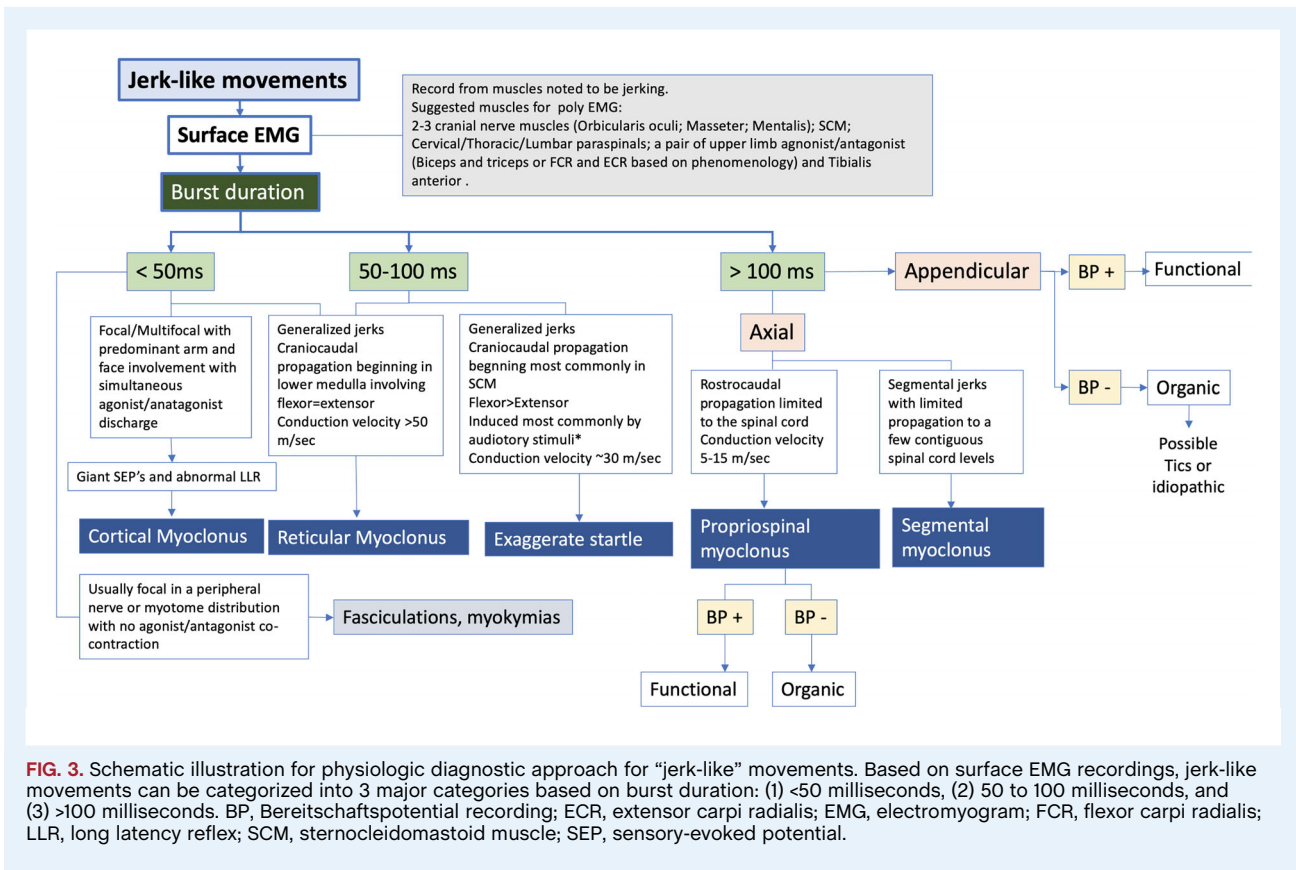 Jerk-like movements
Surface EMG
Burst duration
Record from muscles noted to be jerking.
Suggested muscles for poly EMG:
2-3 cranial nerve muscles (Orbicularis oculi; Masseter; Mentalis); SCM;
Cervical/Thoracic/Lumbar paraspinals; a pair of upper limb agnonist/antagonist
(Biceps and triceps or FCR and ECR based on phenomenology) and Tibialis
anterior .
< 50ms
50-100 ms
> 100 ms
Appendicular
BP +
Functional
Axial
BP -
Organic
Possible
Tics or
idiopathic
Focal/Multifocal with
predominant arm and
face involvement with
simultaneous
agonist/anatagonist
discharge
Generalized jerks
Craniocaudal
propagation beginning in
lower medulla involving
flexor=extensor
Conduction velocity >50
m/sec
Generalized jerks
Craniocaudal propagation
begnning most commonly in
SCM
Flexor>Extensor
Induced most commonly by
audiotory stimuli*
Conduction velocity ~30 m/sec
Rostrocaudal
propagation limited
to the spinal cord
Conduction velocity
5-15 m/sec
Segmental jerks
with limited
propagation to a
few contiguous
spinal cord levels
Giant SEP's and abnormal LLR
Cortical Myoclonus
Reticular Myoclonus
Exaggerate startle
Propriospinal
myoclonus
Segmental
myoclonus
Usually focal in a peripheral
nerve or myotome distribution
with no agonist/antagonist co-
contraction
Fasciculations, myokymias
BP +
BP -
Functional
Organic
FIG. 3. Schematic illustration for physiologic diagnostic approach for “jerk-like” movements. Based on surface EMG recordings, jerk-like
movements can be categorized into 3 major categories based on burst duration: (1) <50 milliseconds, (2) 50 to 100 milliseconds, and
(3) >100 milliseconds. BP, Bereitschaftspotential recording; ECR, extensor carpi radialis; EMG, electromyogram; FCR, flexor carpi radialis;
LLR, long latency reflex; SCM, sternocleidomastoid muscle; SEP, sensory-evoked potential.